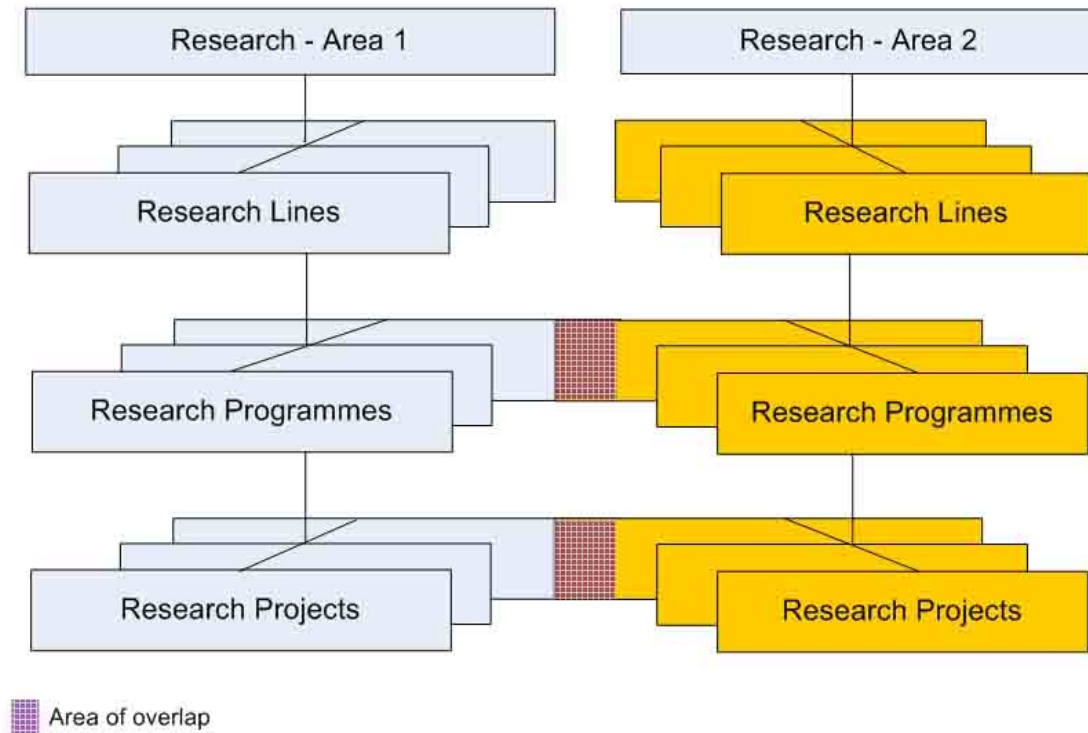 Research - Area 1
Research - Area 2
Research Lines
Research Lines
Research Programmes
Research Programmes
Research Projects
Research Projects
Area of overlap